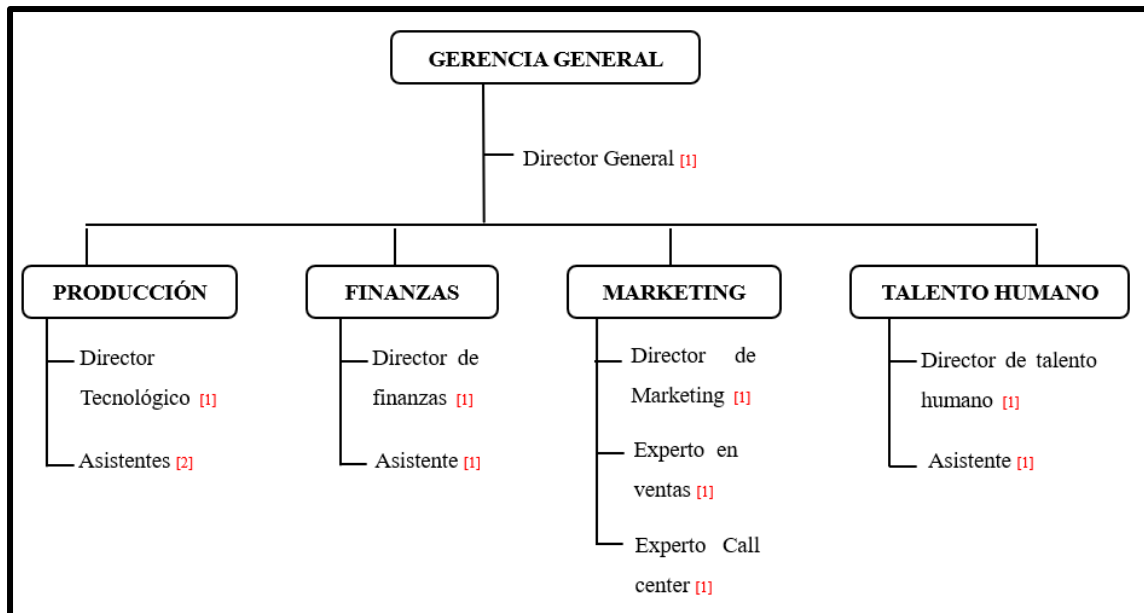 GERENCIA GENERAL
Director General [1]
PRODUCCIÓN
Director
Tecnológico [1]
Asistentes [2]
FINANZAS
Director de
finanzas [1]
Asistente [1]
MARKETING
Director de
Marketing [1]
Experto en
ventas [1]
Experto Call
center [1]
TALENTO HUMANO
Director de talento
humano [1]
Asistente [1]